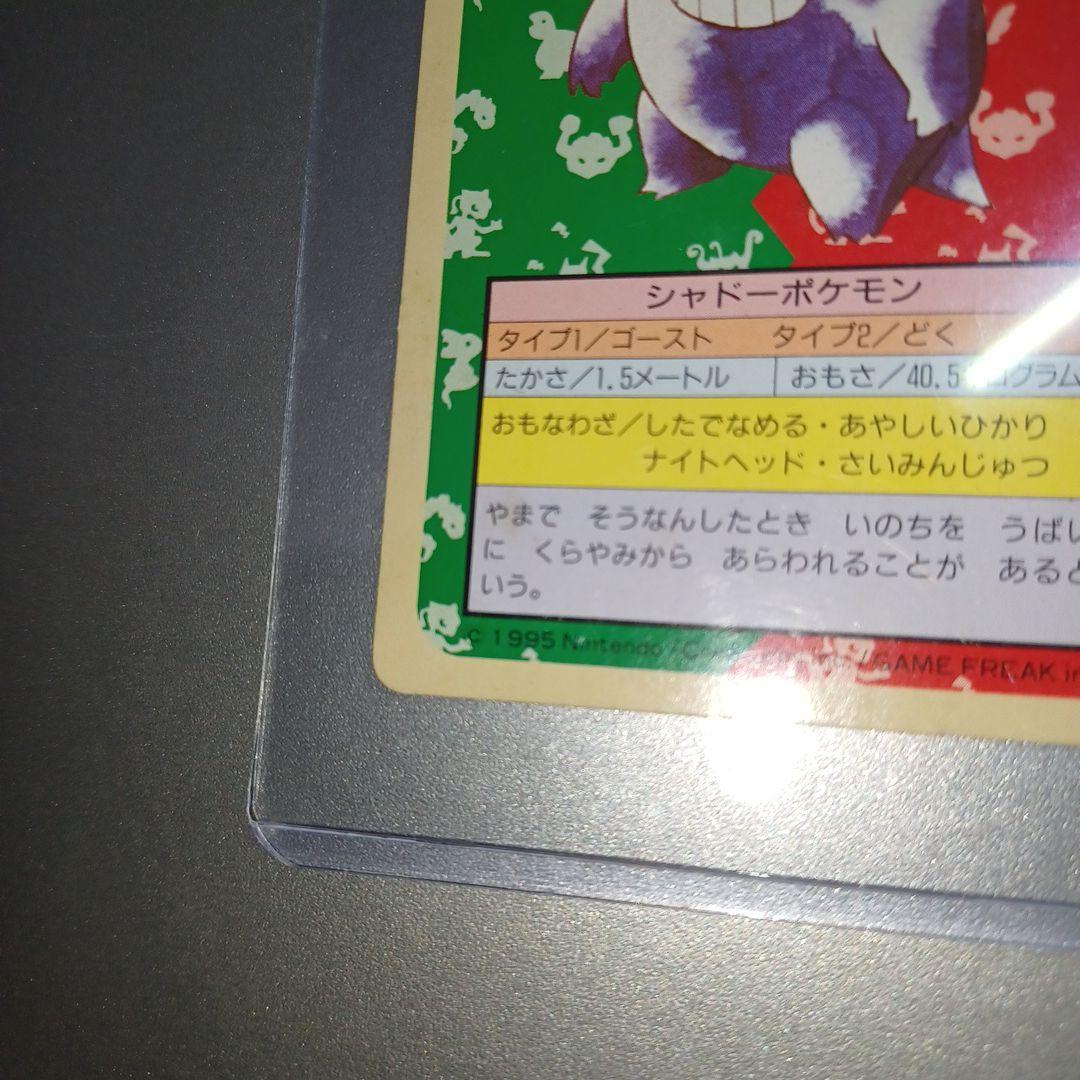 シャドーポケモン
タイプ1／ゴースト タイプ2／どく
たかさ／1.5メートル おもさ／40.5 ログラム
おもなわざ／したでなめる・あやしいひかり
ナイトヘッド・さいみんじゅつ
やまで そうなんしたとき いのちを うばい
に くらやみから あらわれることが あると
いう。
© 1995 Nintendo / GAME FREAK